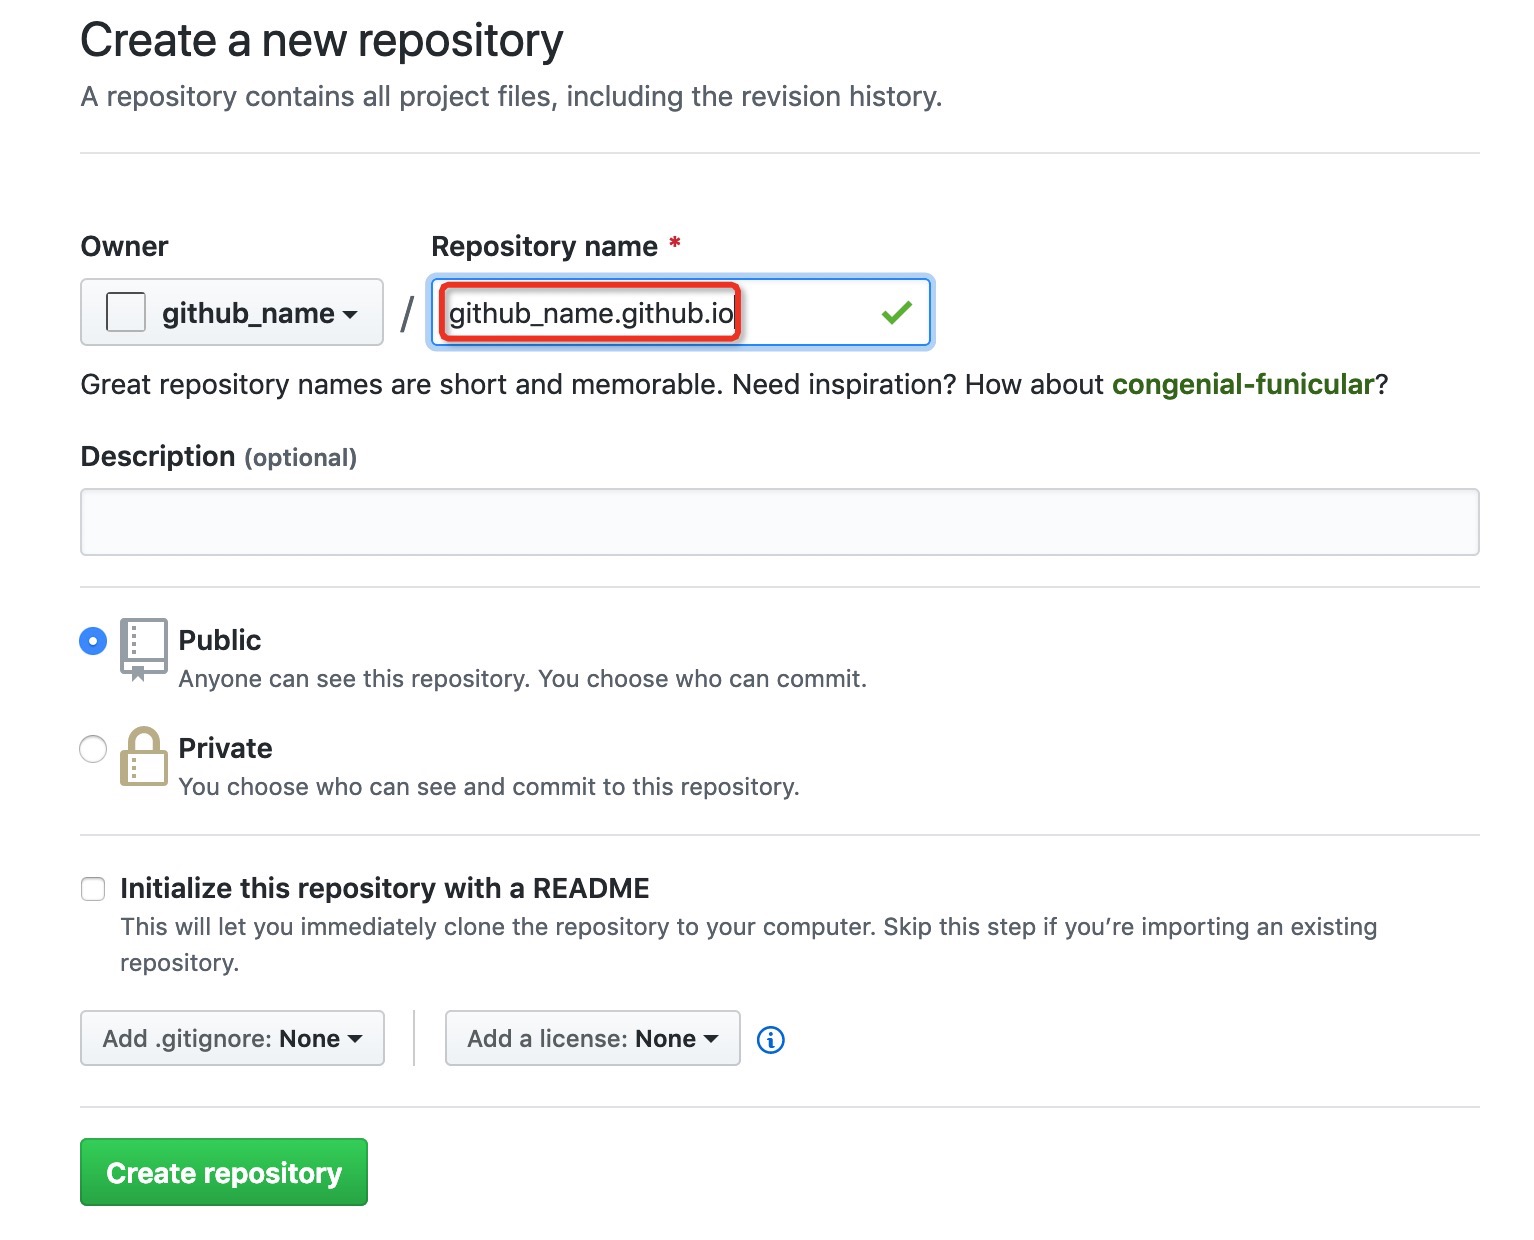 Create a new repository
A repository contains all project files, including the revision history.
Owner
Repository name *
github_name
/
github_name.github.io
Great repository names are short and memorable. Need inspiration? How about congenial-funicular?
Description (optional)
Public
Anyone can see this repository. You choose who can commit.
Private
You choose who can see and commit to this repository.
Initialize this repository with a README
This will let you immediately clone the repository to your computer. Skip this step if you’re importing an existing
repository.
Add .gitignore: None
Add a license: None
Create repository